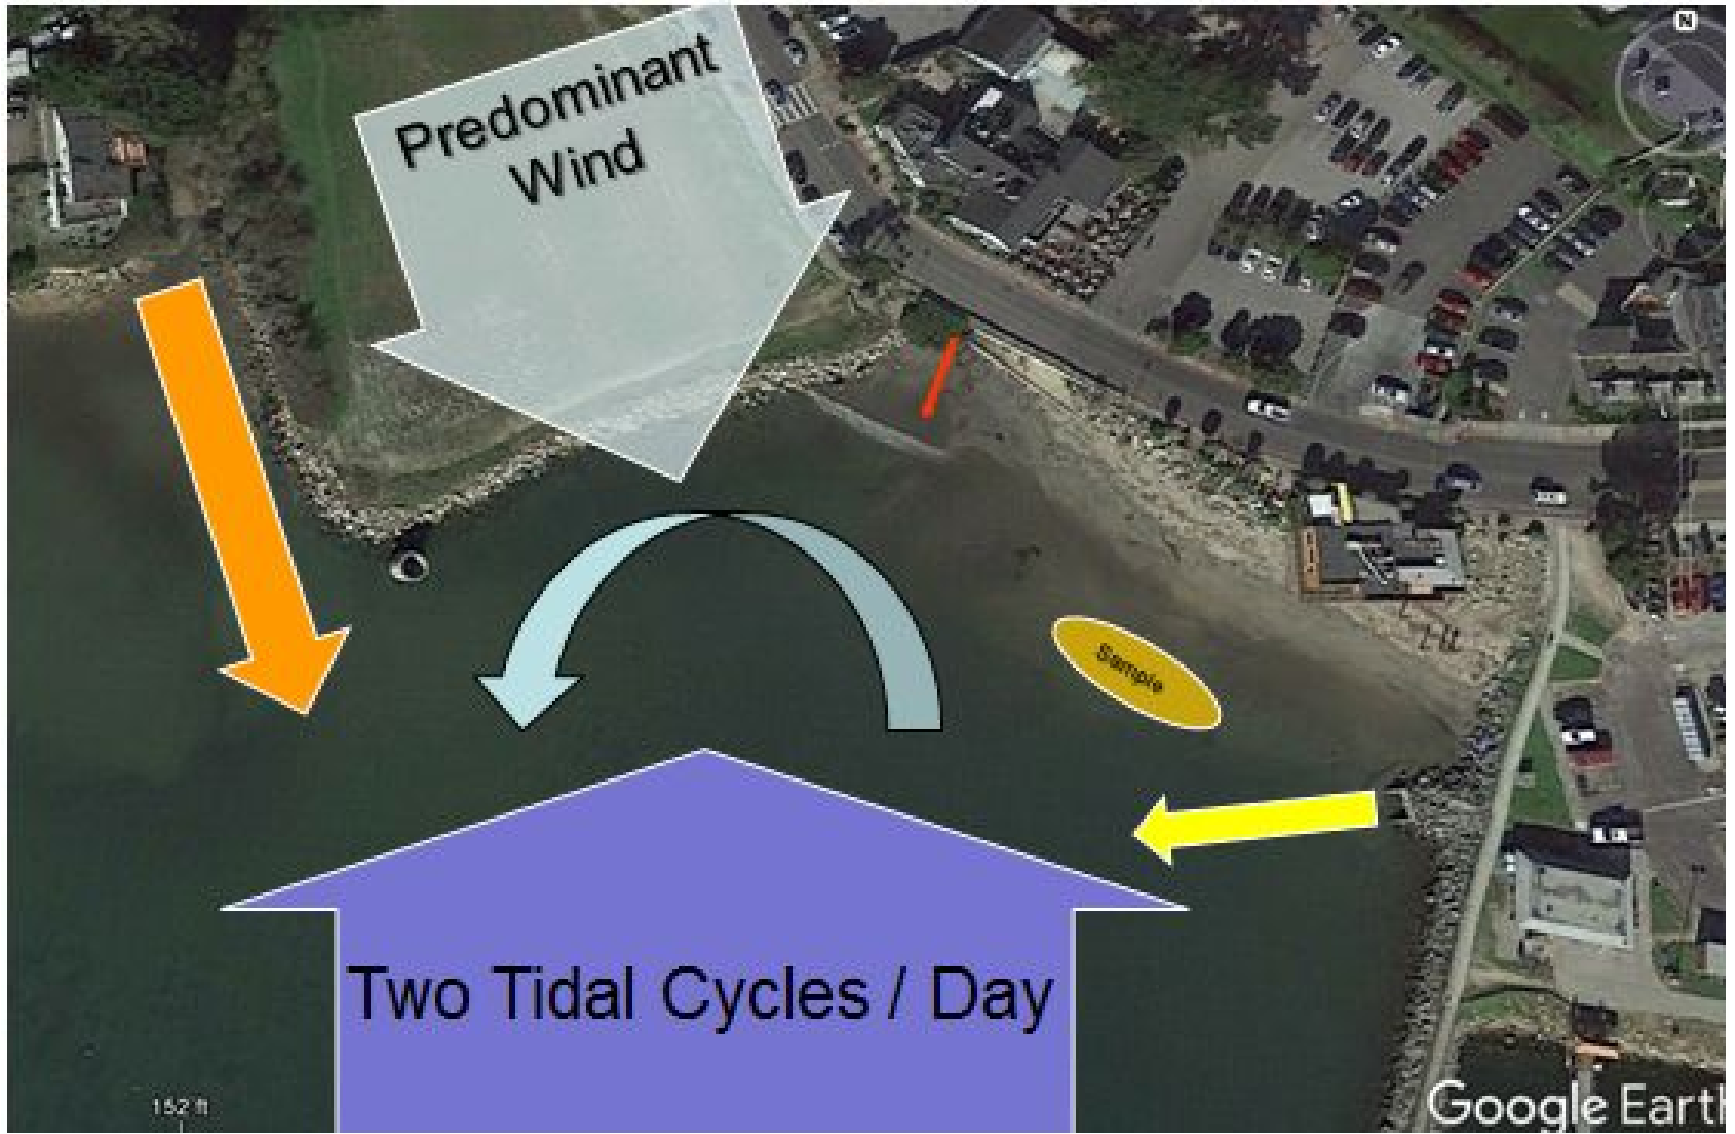 N
Predominant
Wind
Sample
Two Tidal Cycles / Day
152 ft
Google Earth